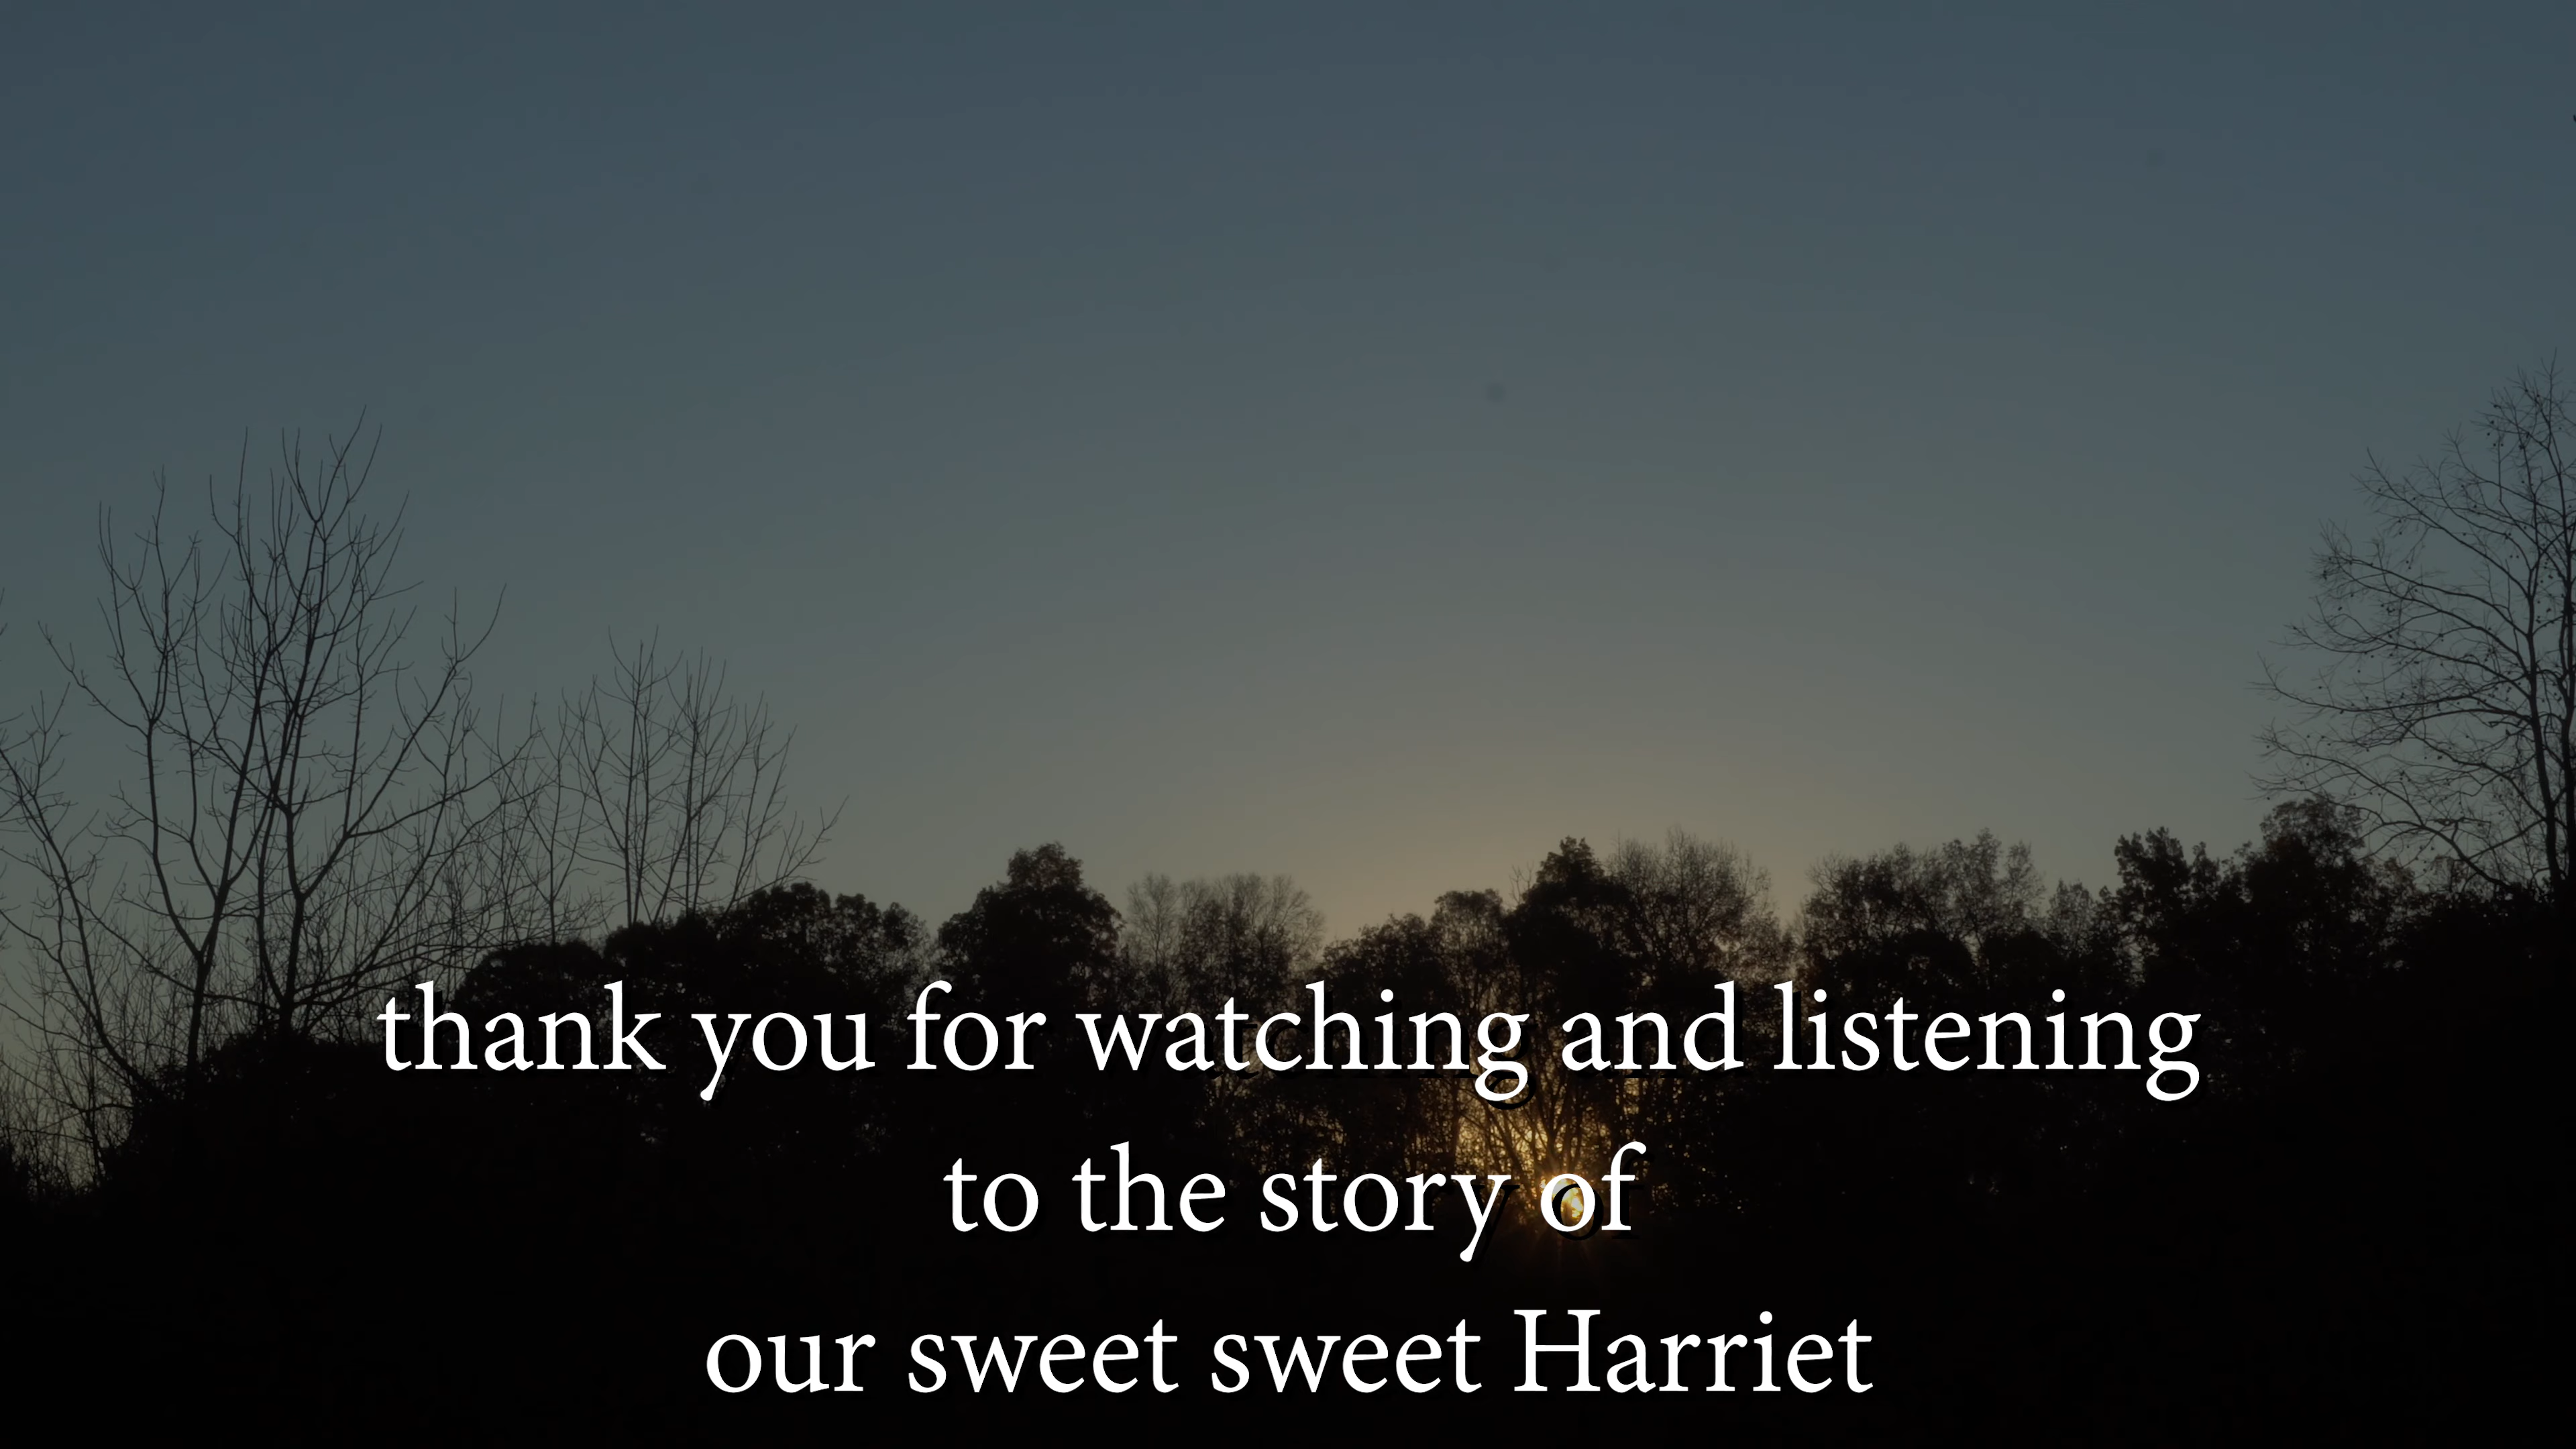 thank you for watching and listening
to the story of
our sweet sweet Harriet